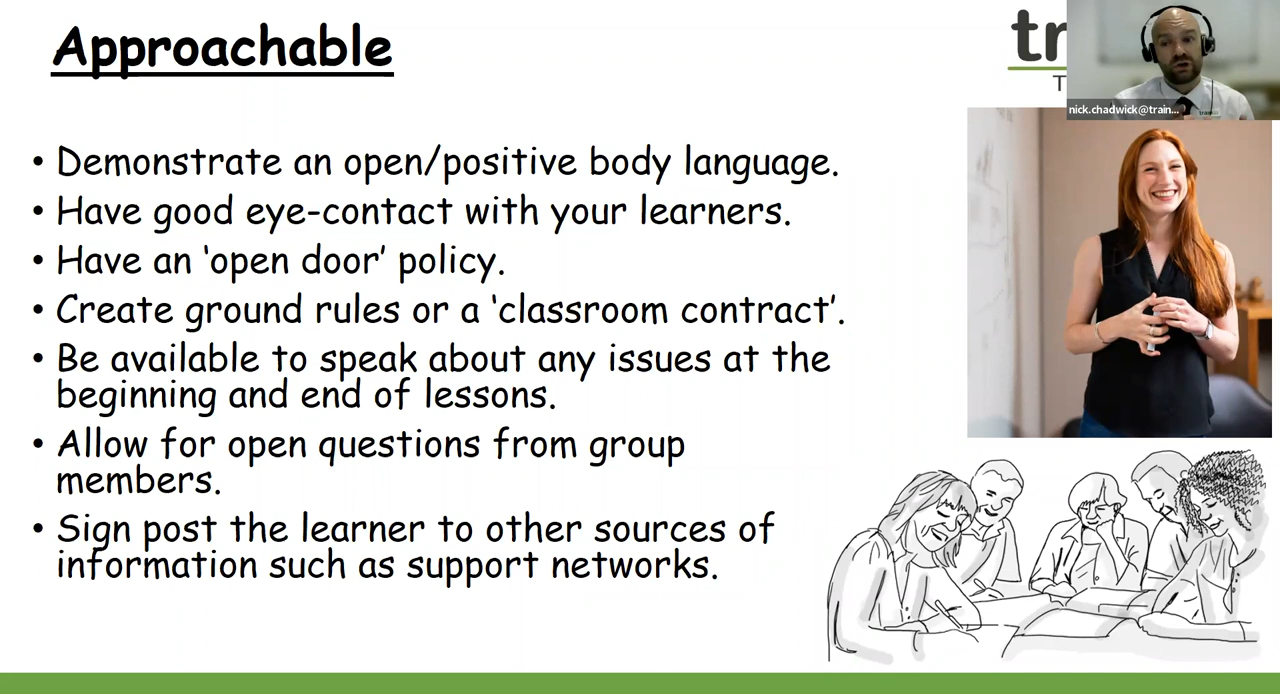 Approachable
nick.chadwick@train...
• Demonstrate an open/positive body language.
• Have good eye-contact with your learners.
• Have an ‘open door’ policy.
• Create ground rules or a ‘classroom contract’.
• Be available to speak about any issues at the
beginning and end of lessons.
• Allow for open questions from group
members.
• Sign post the learner to other sources of
information such as support networks.